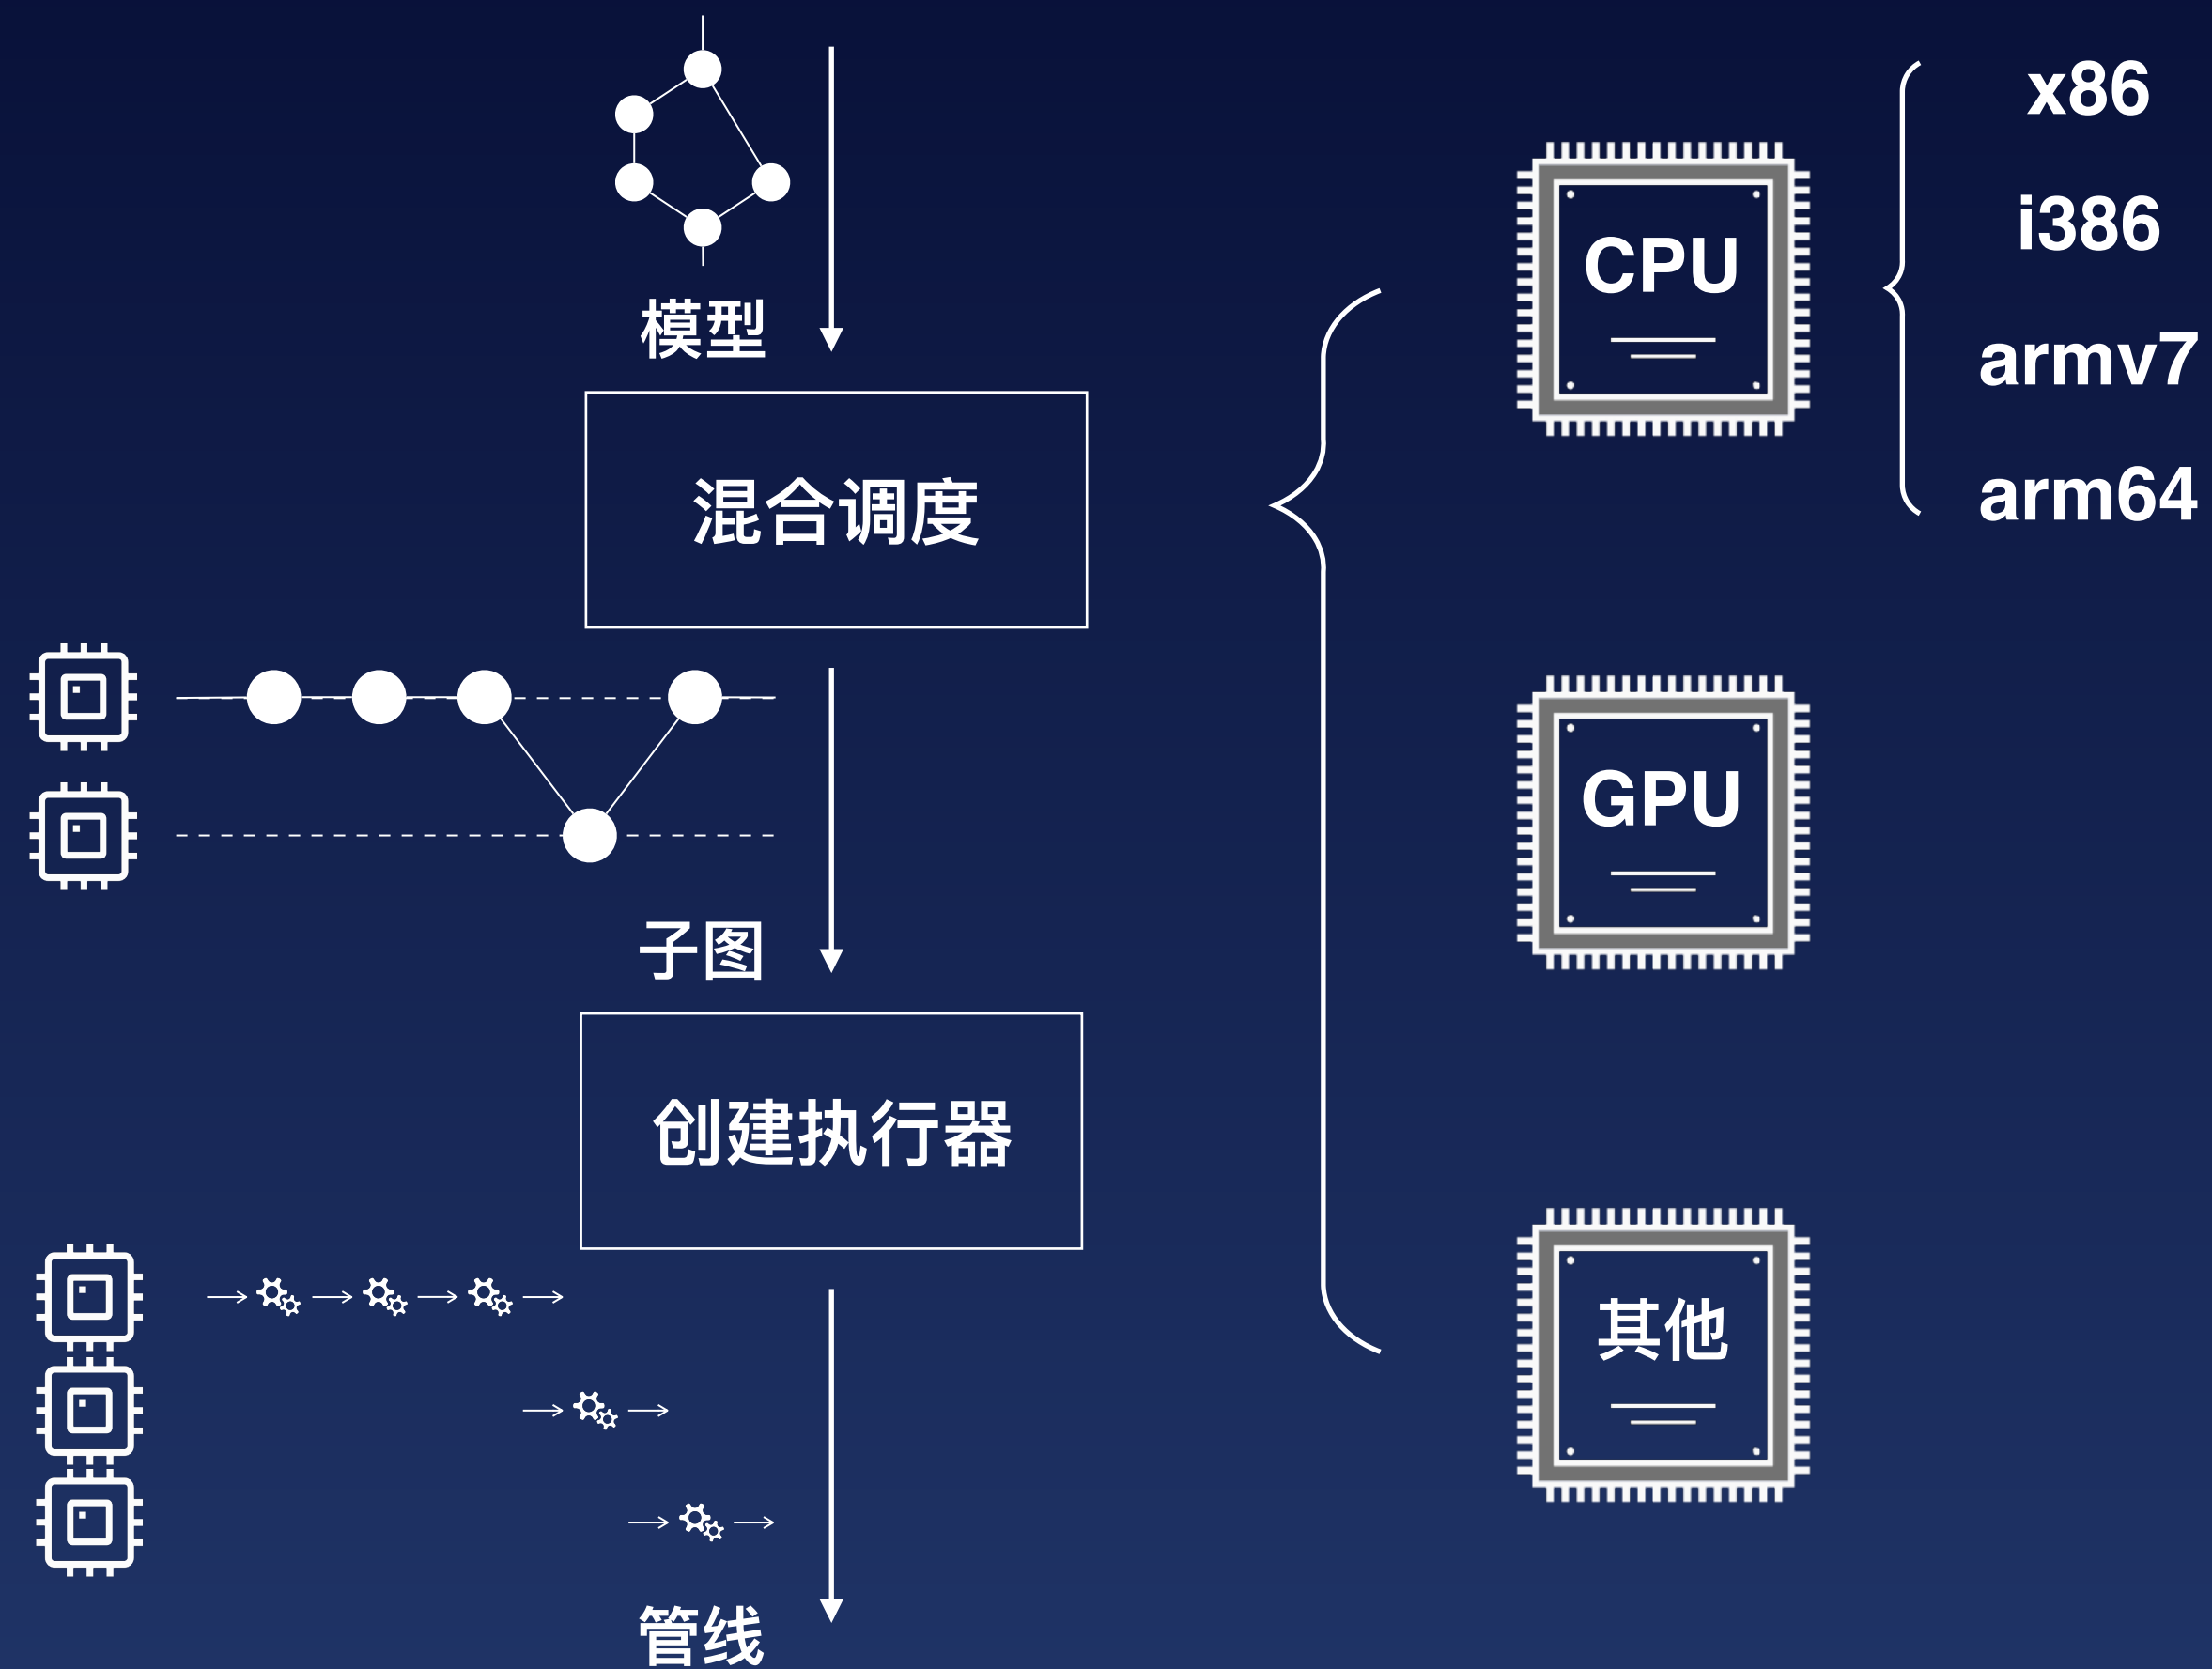 模型
混合调度
子图
创建执行器
管线
CPU
x86
i386
armv7
arm64
GPU
其他